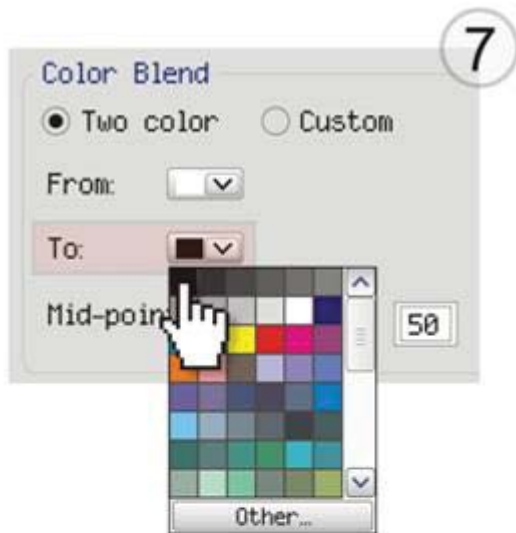 7
Color Blend
Two color Custom
From:
To:
Mid-poin 50
Other...